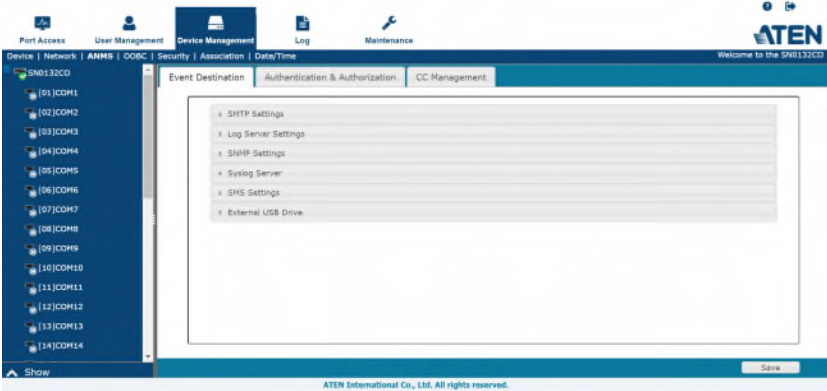 Port Access
User Management
Device Management
Log
Maintenance
ATEN
Device | Network | ANMS | OOBC | Security | Association | Date/Time
Welcome to the SN0132CO
SN0132CO
[01]COM1
[02]COM2
[03]COM3
[04]COM4
[05]COM5
[06]COM6
[07]COM7
[08]COM8
[09]COM9
[10]COM10
[11]COM11
[12]COM12
[13]COM13
[14]COM14
Show
Event Destination
Authentication & Authorization
CC Management
SMTP Settings
Log Server Settings
SNMP Settings
Syslog Server
SMS Settings
External USB Drive
Save
ATEN International Co., Ltd. All rights reserved.